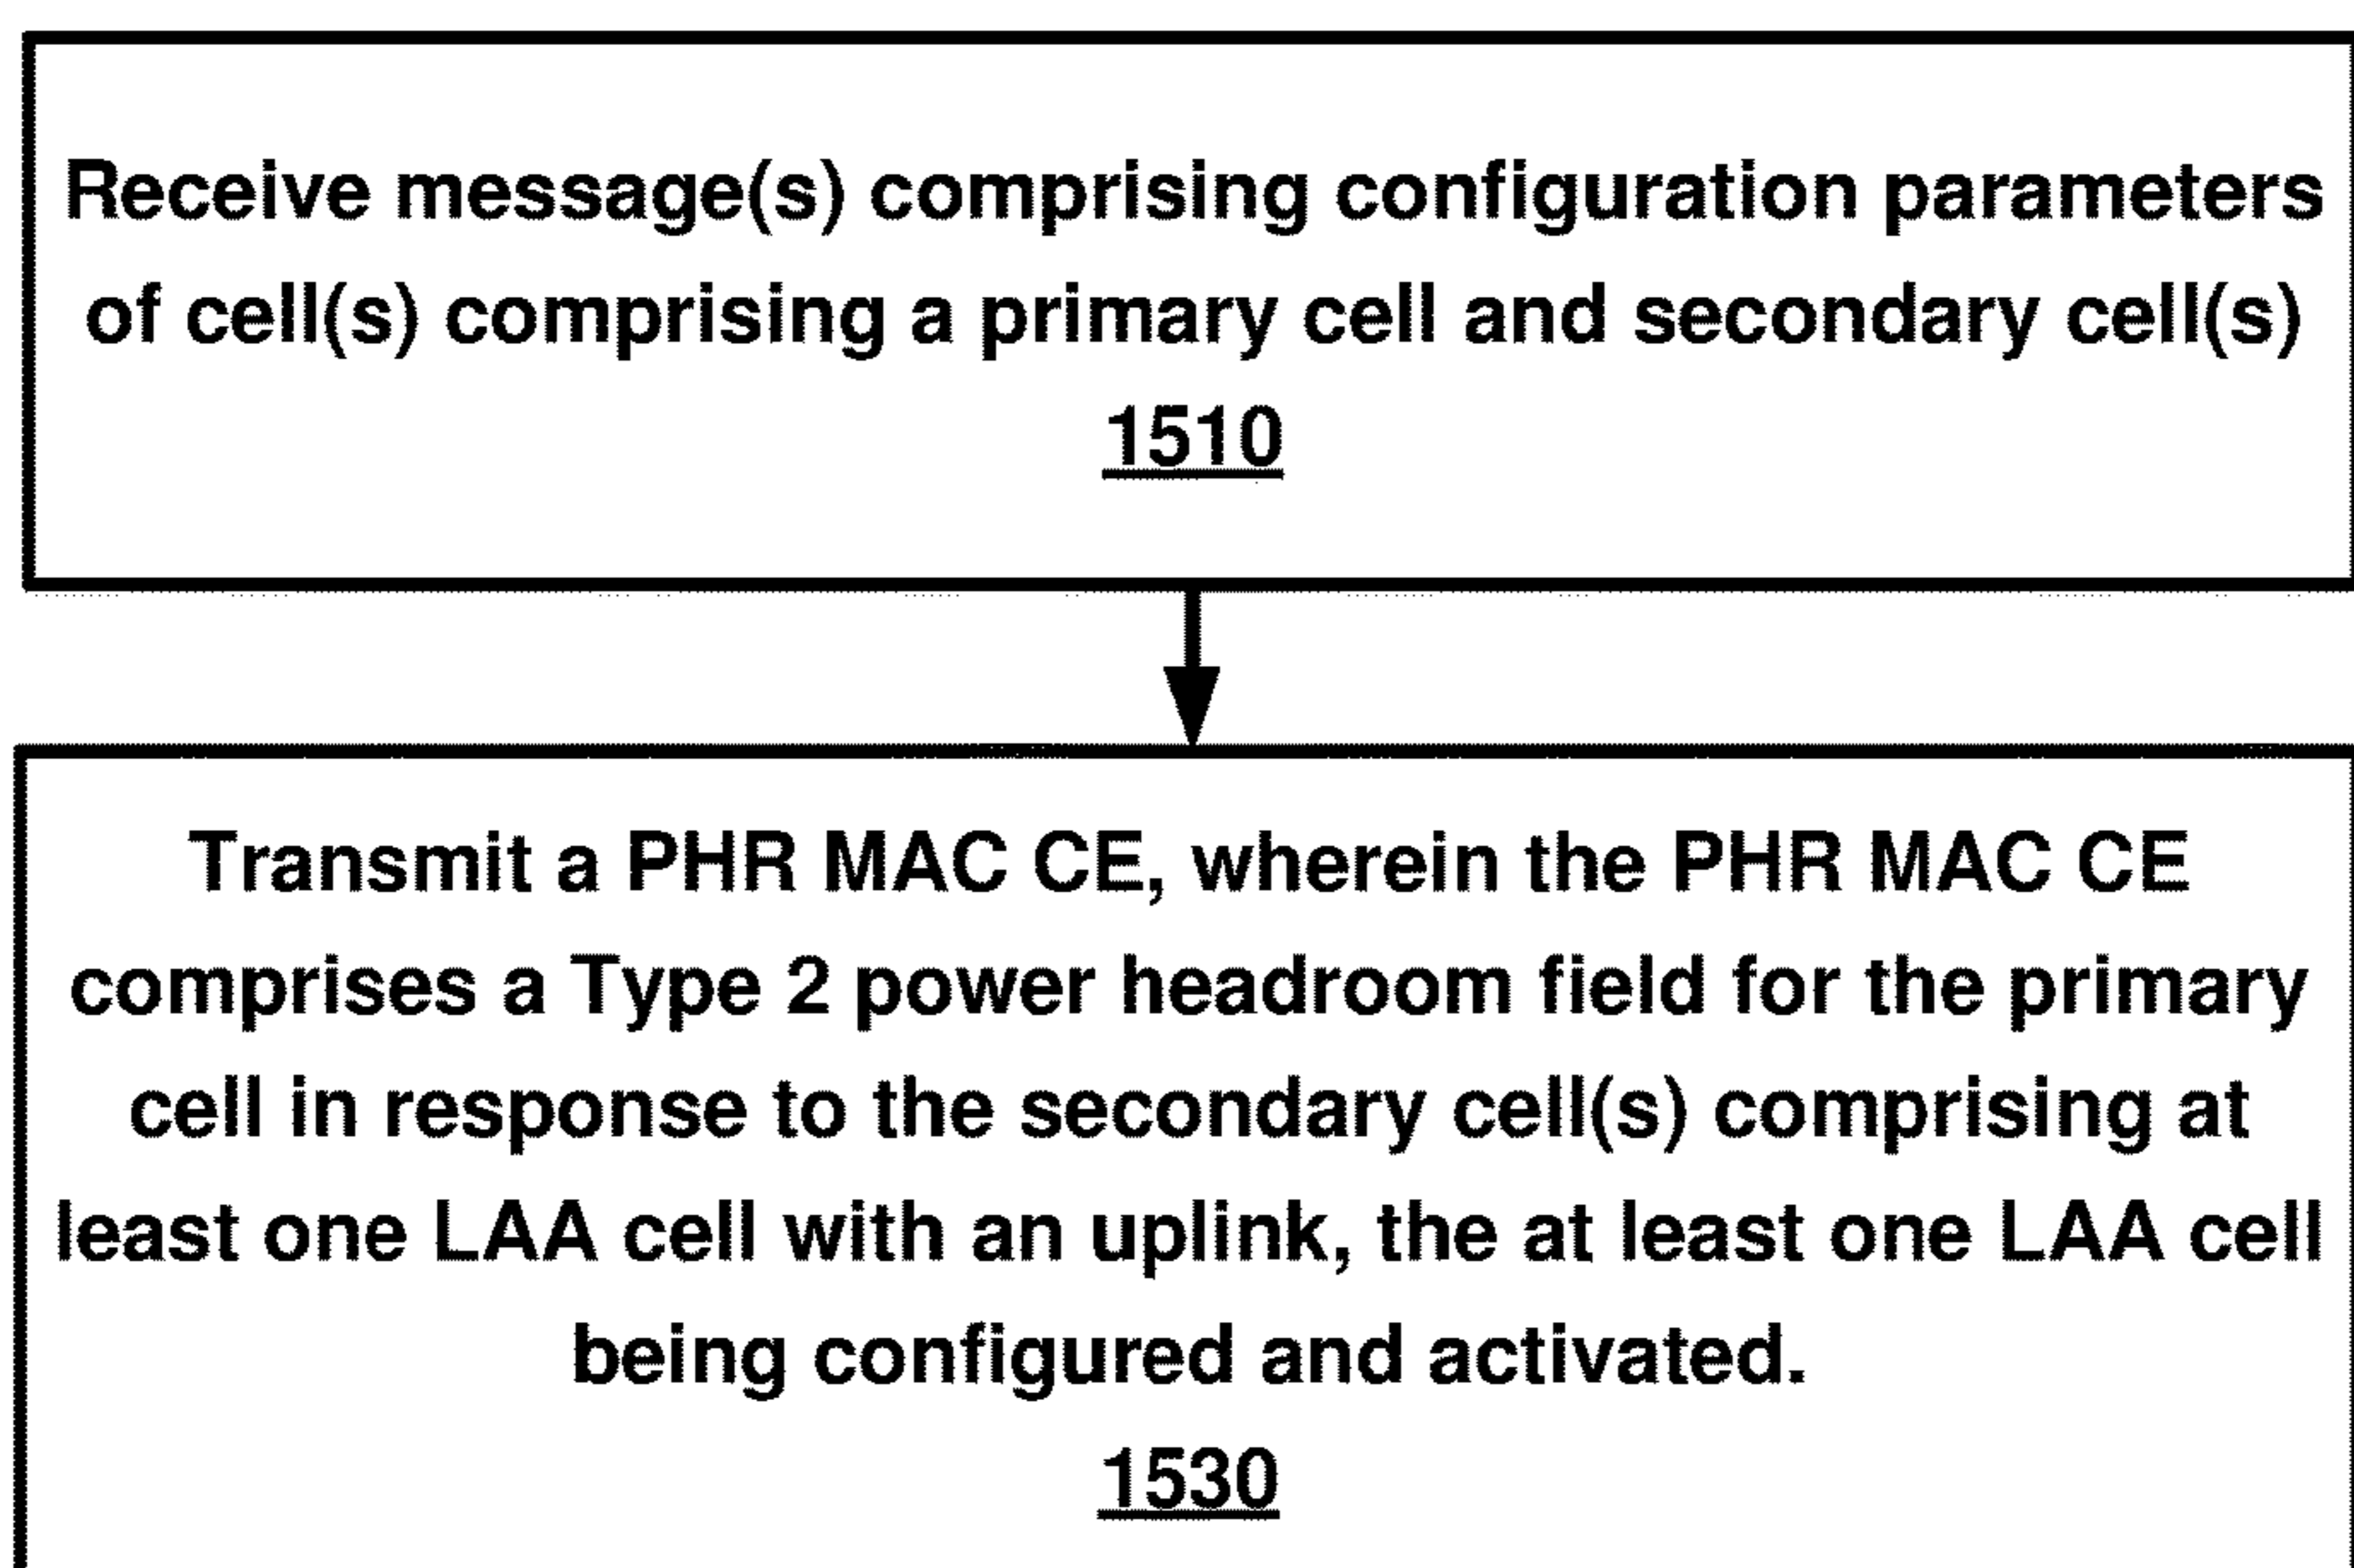 Receive message(s) comprising configuration parameters
of cell(s) comprising a primary cell and secondary cell(s)
1510
Transmit a PHR MAC CE, wherein the PHR MAC CE
comprises a Type 2 power headroom field for the primary
cell in response to the secondary cell(s) comprising at
least one LAA cell with an uplink, the at least one LAA cell
being configured and activated.
1530